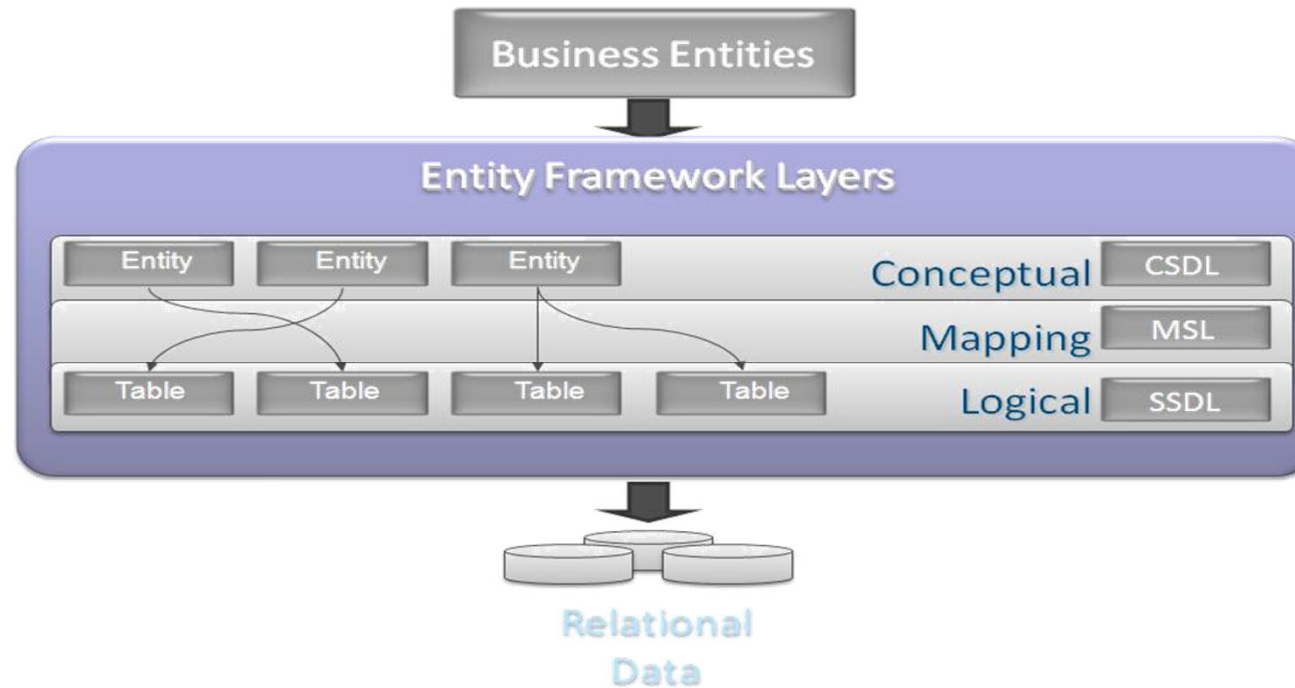 Business Entities
Entity Framework Layers
Entity Entity Entity Conceptual CSDL
Mapping MSL
Table Table Table Table Logical SSDL
Relational
Data